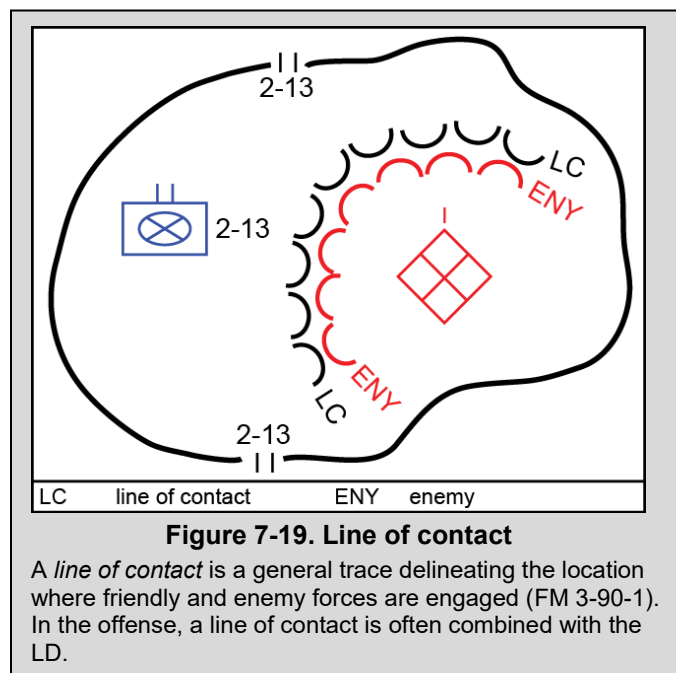 2-13
LC
ENY
2-13
ENY
LC
2-13
LC line of contact ENY enemy
Figure 7-19. Line of contact
A line of contact is a general trace delineating the location
where friendly and enemy forces are engaged (FM 3-90-1).
In the offense, a line of contact is often combined with the
LD.